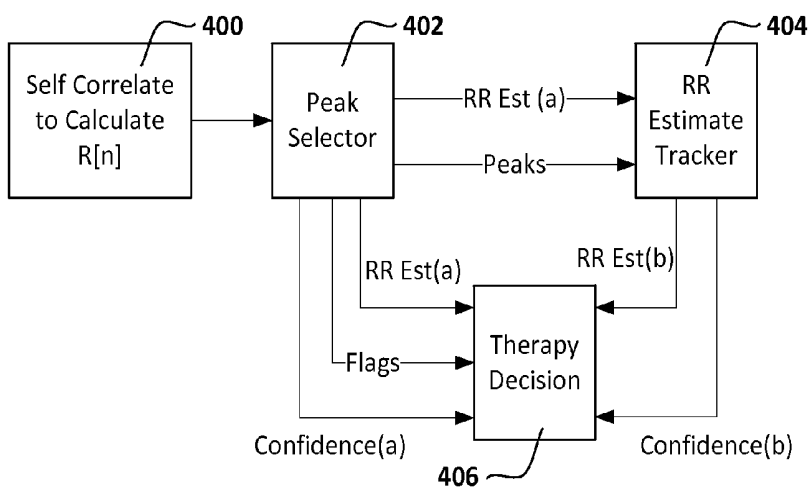 400
402
404
Self Correlate
to Calculate
R[n]
Peak
Selector
RR Est (a)
Peaks
RR
Estimate
Tracker
RR Est(a)
RR Est(b)
Flags
Therapy
Decision
Confidence(a)
Confidence(b)
406